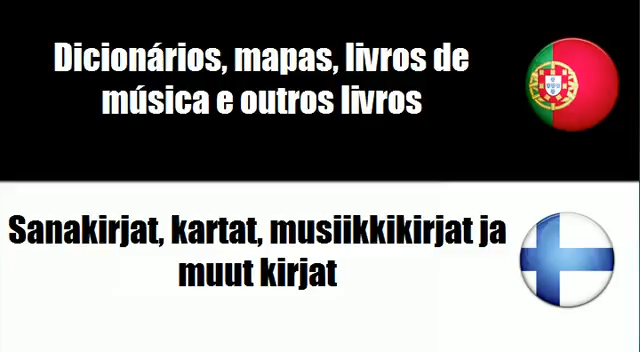 Dicionários, mapas, livros de
música e outros livros
Sanakirjat, kartat, musiikkikirjat ja
muut kirjat